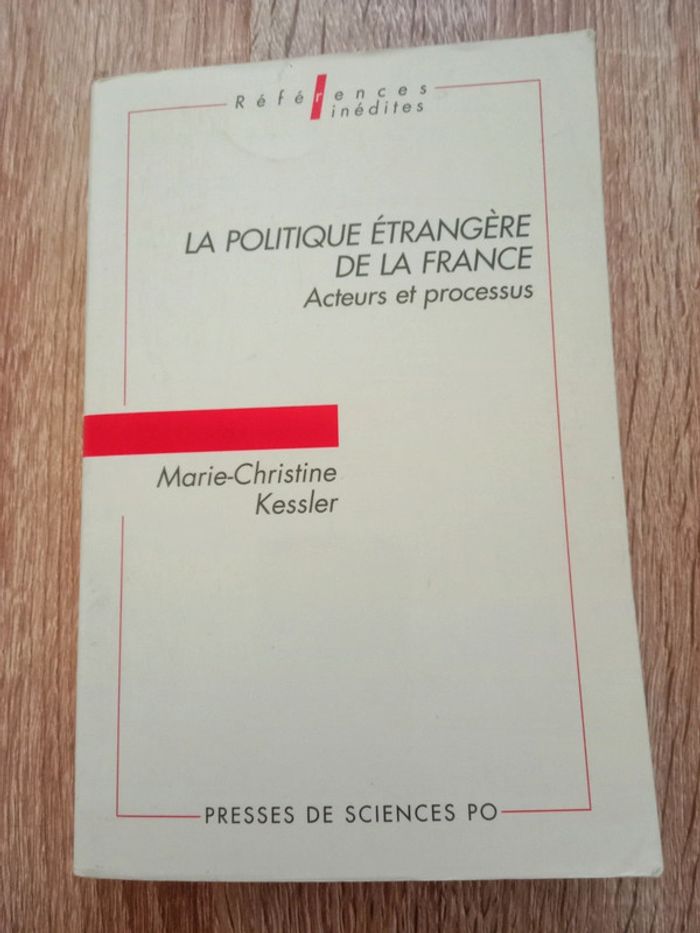 Références
inédites
LA POLITIQUE ÉTRANGÈRE
DE LA FRANCE
Acteurs et processus
Marie-Christine
Kessler
PRESSES DE SCIENCES PO